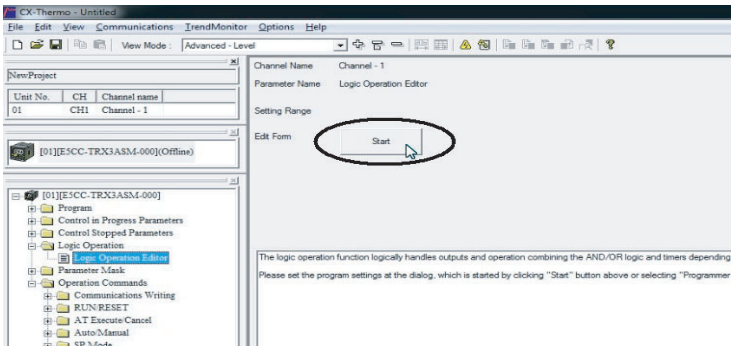 CX-Thermo - Untitled
File Edit View Communications TrendMonitor Options Help
View Mode : Advanced - Level
NewProject
Unit No. CH Channel name
01 CH1 Channel - 1
[01][E5CC-TRX3ASM-000](Offline)
[01][E5CC-TRX3ASM-000]
Program
Control in Progress Parameters
Control Stopped Parameters
Logic Operation
Logic Operation Editor
Parameter Mask
Operation Commands
Communications Writing
RUN/RESET
AT Execute/Cancel
Auto/Manual
SP Mode
Channel Name Channel - 1
Parameter Name Logic Operation Editor
Setting Range
Edit Form Start
The logic operation function logically handles outputs and operation combining the AND/OR logic and timers depending
Please set the program settings at the dialog, which is started by clicking "Start" button above or selecting "Programmer